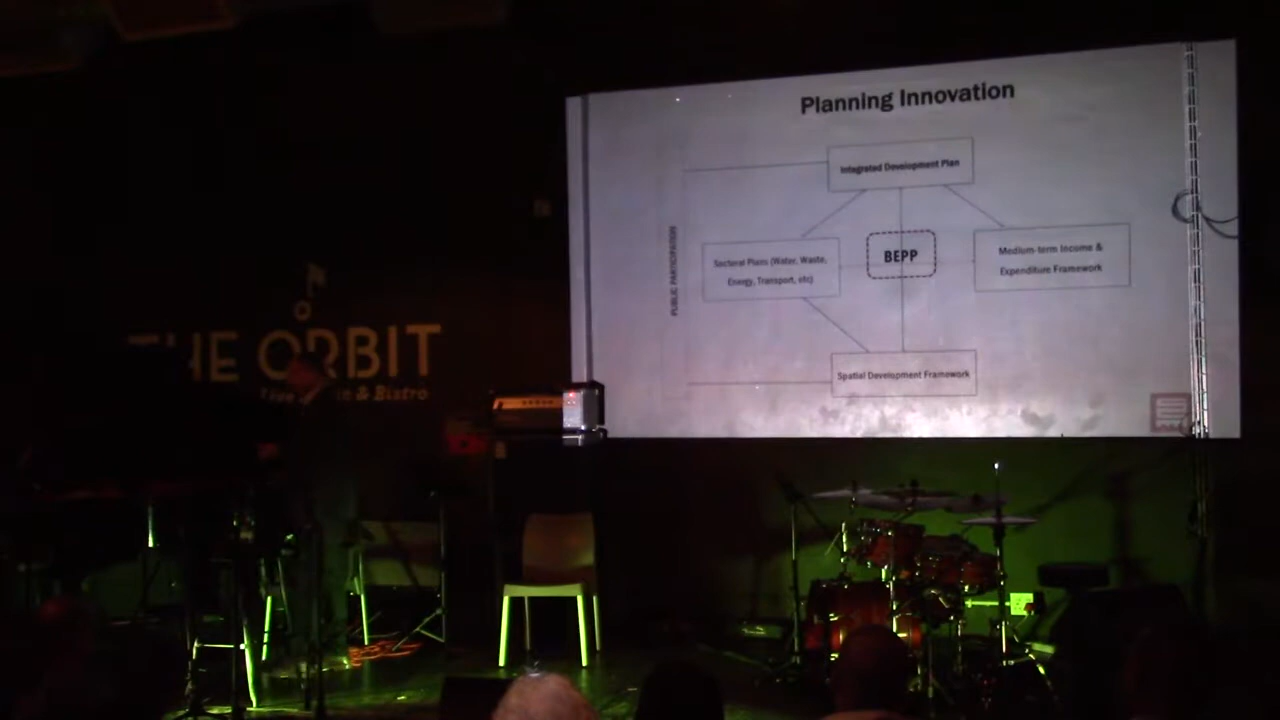 Planning Innovation
Integrated Development Plan
PUBLIC PARTICIPATION
Sectoral Plans (Water, Waste,
Energy, Transport, etc)
BEPP
Medium-term Income &
Expenditure Framework
Spatial Development Framework
THE ORBIT
& Bistro